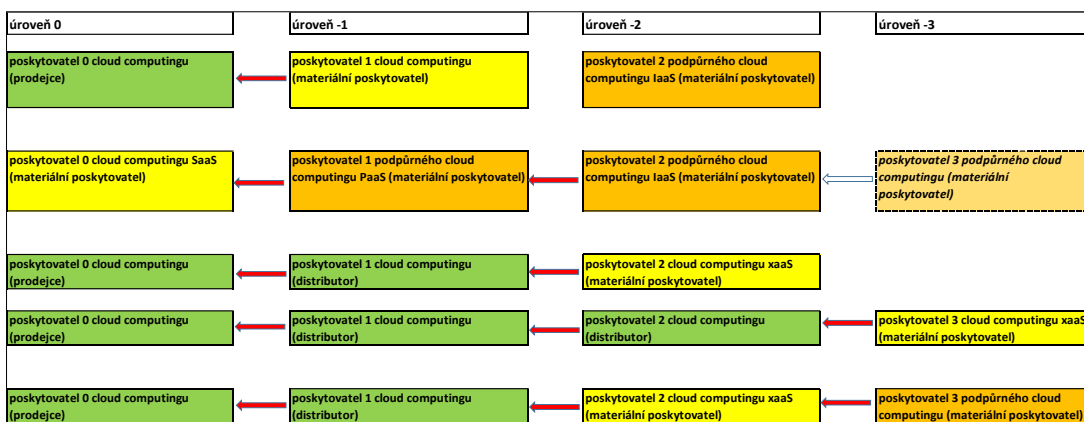 úroveň 0
úroveň -1
úroveň -2
úroveň -3
poskytovatel 0 cloud computingu
(prodejce)
poskytovatel 1 cloud computingu
(materiální poskytovatel)
poskytovatel 2 podpůrného cloud
computingu IaaS (materiální poskytovatel)
poskytovatel 0 cloud computingu SaaS
(materiální poskytovatel)
poskytovatel 1 podpůrného cloud
computingu PaaS (materiální poskytovatel)
poskytovatel 2 podpůrného cloud
computingu IaaS (materiální poskytovatel)
poskytovatel 3 podpůrného cloud
computingu (materiální
poskytovatel)
poskytovatel 0 cloud computingu
(prodejce)
poskytovatel 1 cloud computingu
(distributor)
poskytovatel 2 cloud computingu xaaS
(materiální poskytovatel)
poskytovatel 0 cloud computingu
(prodejce)
poskytovatel 1 cloud computingu
(distributor)
poskytovatel 2 cloud computingu
(distributor)
poskytovatel 3 cloud computingu xaaS
(materiální poskytovatel)
poskytovatel 0 cloud computingu
(prodejce)
poskytovatel 1 cloud computingu
(distributor)
poskytovatel 2 cloud computingu xaaS
(materiální poskytovatel)
poskytovatel 3 podpůrného cloud
computingu (materiální poskytovatel)